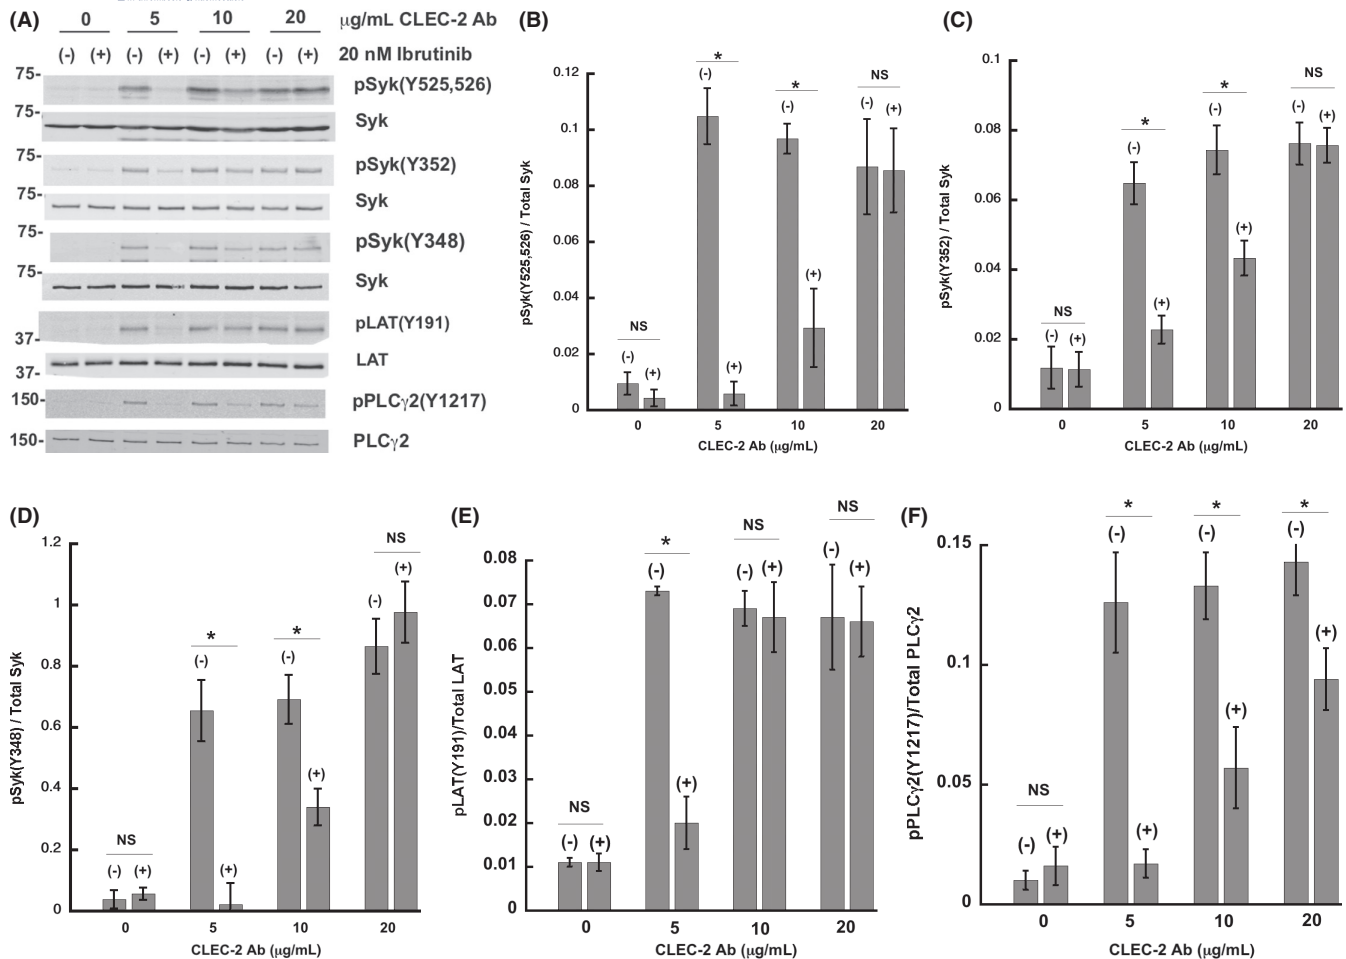 (A)
0 5 10 20 μg/mL CLEC-2 Ab
(-) (+) (-) (+) (-) (+) (-) (+) 20 nM Ibrutinib
75- pSyk(Y525,526)
75- Syk
75- pSyk(Y352)
75- Syk
75- pSyk(Y348)
75- Syk
37- pLAT(Y191)
37- LAT
150- pPLCγ2(Y1217)
150- PLCγ2
(B)
pSyk(Y525,526) / Total Syk
0.12
0.1
0.08
0.06
0.04
0.02
0
NS * * NS
(-) (+) (-) (+) (-) (+) (-) (+)
0 5 10 20
CLEC-2 Ab (μg/mL)
(C)
pSyk(Y352) / Total Syk
0.1
0.08
0.06
0.04
0.02
0
NS * * NS
(-) (+) (-) (+) (-) (+) (-) (+)
0 5 10 20
CLEC-2 Ab (μg/mL)
(D)
pSyk(Y348) / Total Syk
1.2
1
0.8
0.6
0.4
0.2
0
NS * * NS
(-) (+) (-) (+) (-) (+) (-) (+)
0 5 10 20
CLEC-2 Ab (μg/mL)
(E)
pLAT(Y191)/Total LAT
0.08
0.07
0.06
0.05
0.04
0.03
0.02
0.01
0
NS * NS NS
(-) (+) (-) (+) (-) (+) (-) (+)
0 5 10 20
CLEC-2 Ab (μg/mL)
(F)
pPLCγ2(Y1217)/Total PLCγ2
0.15
0.1
0.05
0
NS * * *
(-) (+) (-) (+) (-) (+) (-) (+)
0 5 10 20
CLEC-2 Ab (μg/mL)